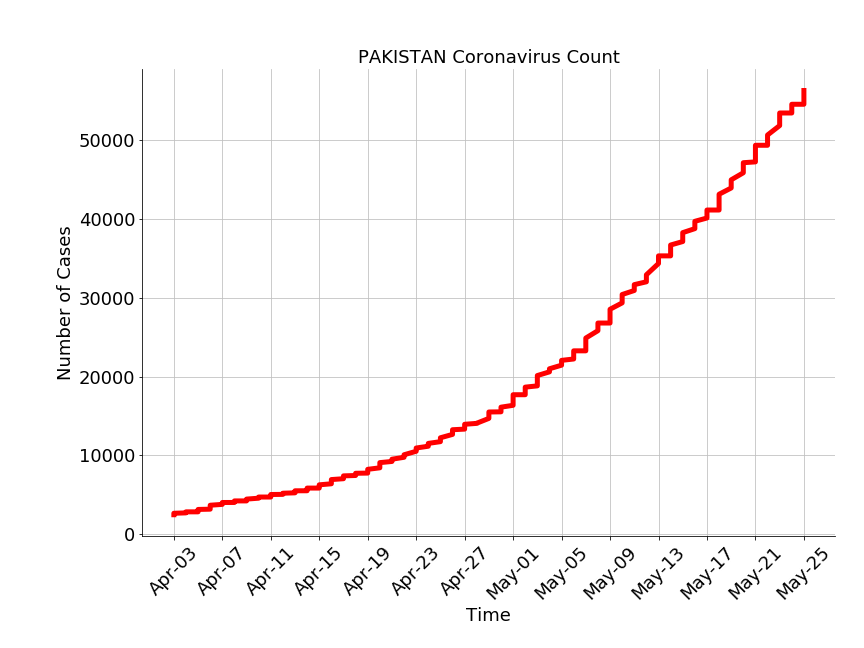 PAKISTAN Coronavirus Count
50000
40000
30000
20000
10000
0
Number of Cases
Apr-03
Apr-07
Apr-11
Apr-15
Apr-19
Apr-23
Apr-27
May-01
May-05
May-09
May-13
May-17
May-21
May-25
Time